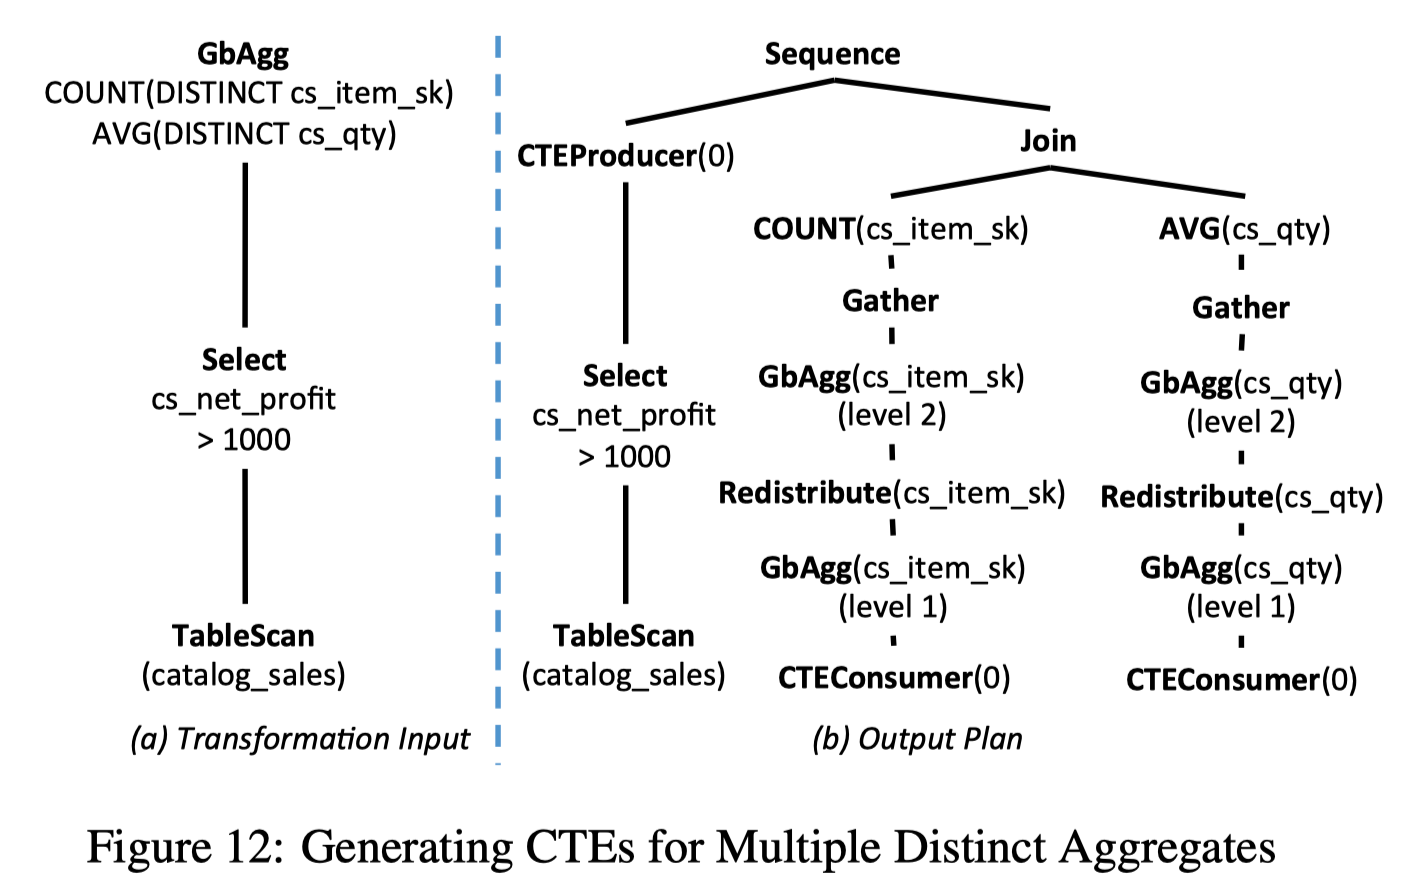 GbAgg
COUNT(DISTINCT cs_item_sk)
AVG(DISTINCT cs_qty)
Select
cs_net_profit
> 1000
TableScan
(catalog_sales)
(a) Transformation Input
Sequence
CTEProducer(0)
Select
cs_net_profit
> 1000
TableScan
(catalog_sales)
Join
COUNT(cs_item_sk)
Gather
GbAgg(cs_item_sk)
(level 2)
Redistribute(cs_item_sk)
GbAgg(cs_item_sk)
(level 1)
CTEConsumer(0)
AVG(cs_qty)
Gather
GbAgg(cs_qty)
(level 2)
Redistribute(cs_qty)
GbAgg(cs_qty)
(level 1)
CTEConsumer(0)
(b) Output Plan
Figure 12: Generating CTEs for Multiple Distinct Aggregates